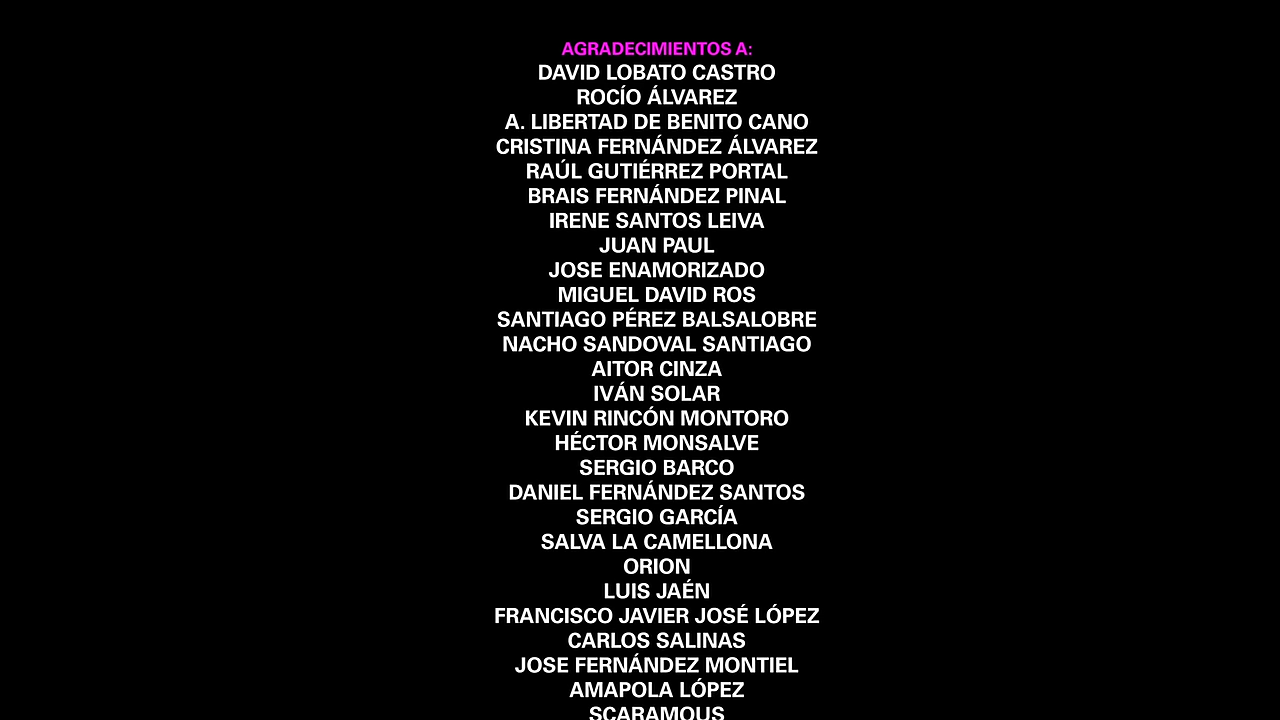 AGRADECIMIENTOS A:
DAVID LOBATO CASTRO
ROCÍO ÁLVAREZ
A. LIBERTAD DE BENITO CANO
CRISTINA FERNÁNDEZ ÁLVAREZ
RAÚL GUTIÉRREZ PORTAL
BRAIS FERNÁNDEZ PINAL
IRENE SANTOS LEIVA
JUAN PAUL
JOSE ENAMORIZADO
MIGUEL DAVID ROS
SANTIAGO PÉREZ BALSALOBRE
NACHO SANDOVAL SANTIAGO
AITOR CINZA
IVÁN SOLAR
KEVIN RINCÓN MONTORO
HÉCTOR MONSALVE
SERGIO BARCO
DANIEL FERNÁNDEZ SANTOS
SERGIO GARCÍA
SALVA LA CAMELLONA
ORION
LUIS JAÉN
FRANCISCO JAVIER JOSÉ LÓPEZ
CARLOS SALINAS
JOSE FERNÁNDEZ MONTIEL
AMAPOLA LÓPEZ
SCARAMOUS